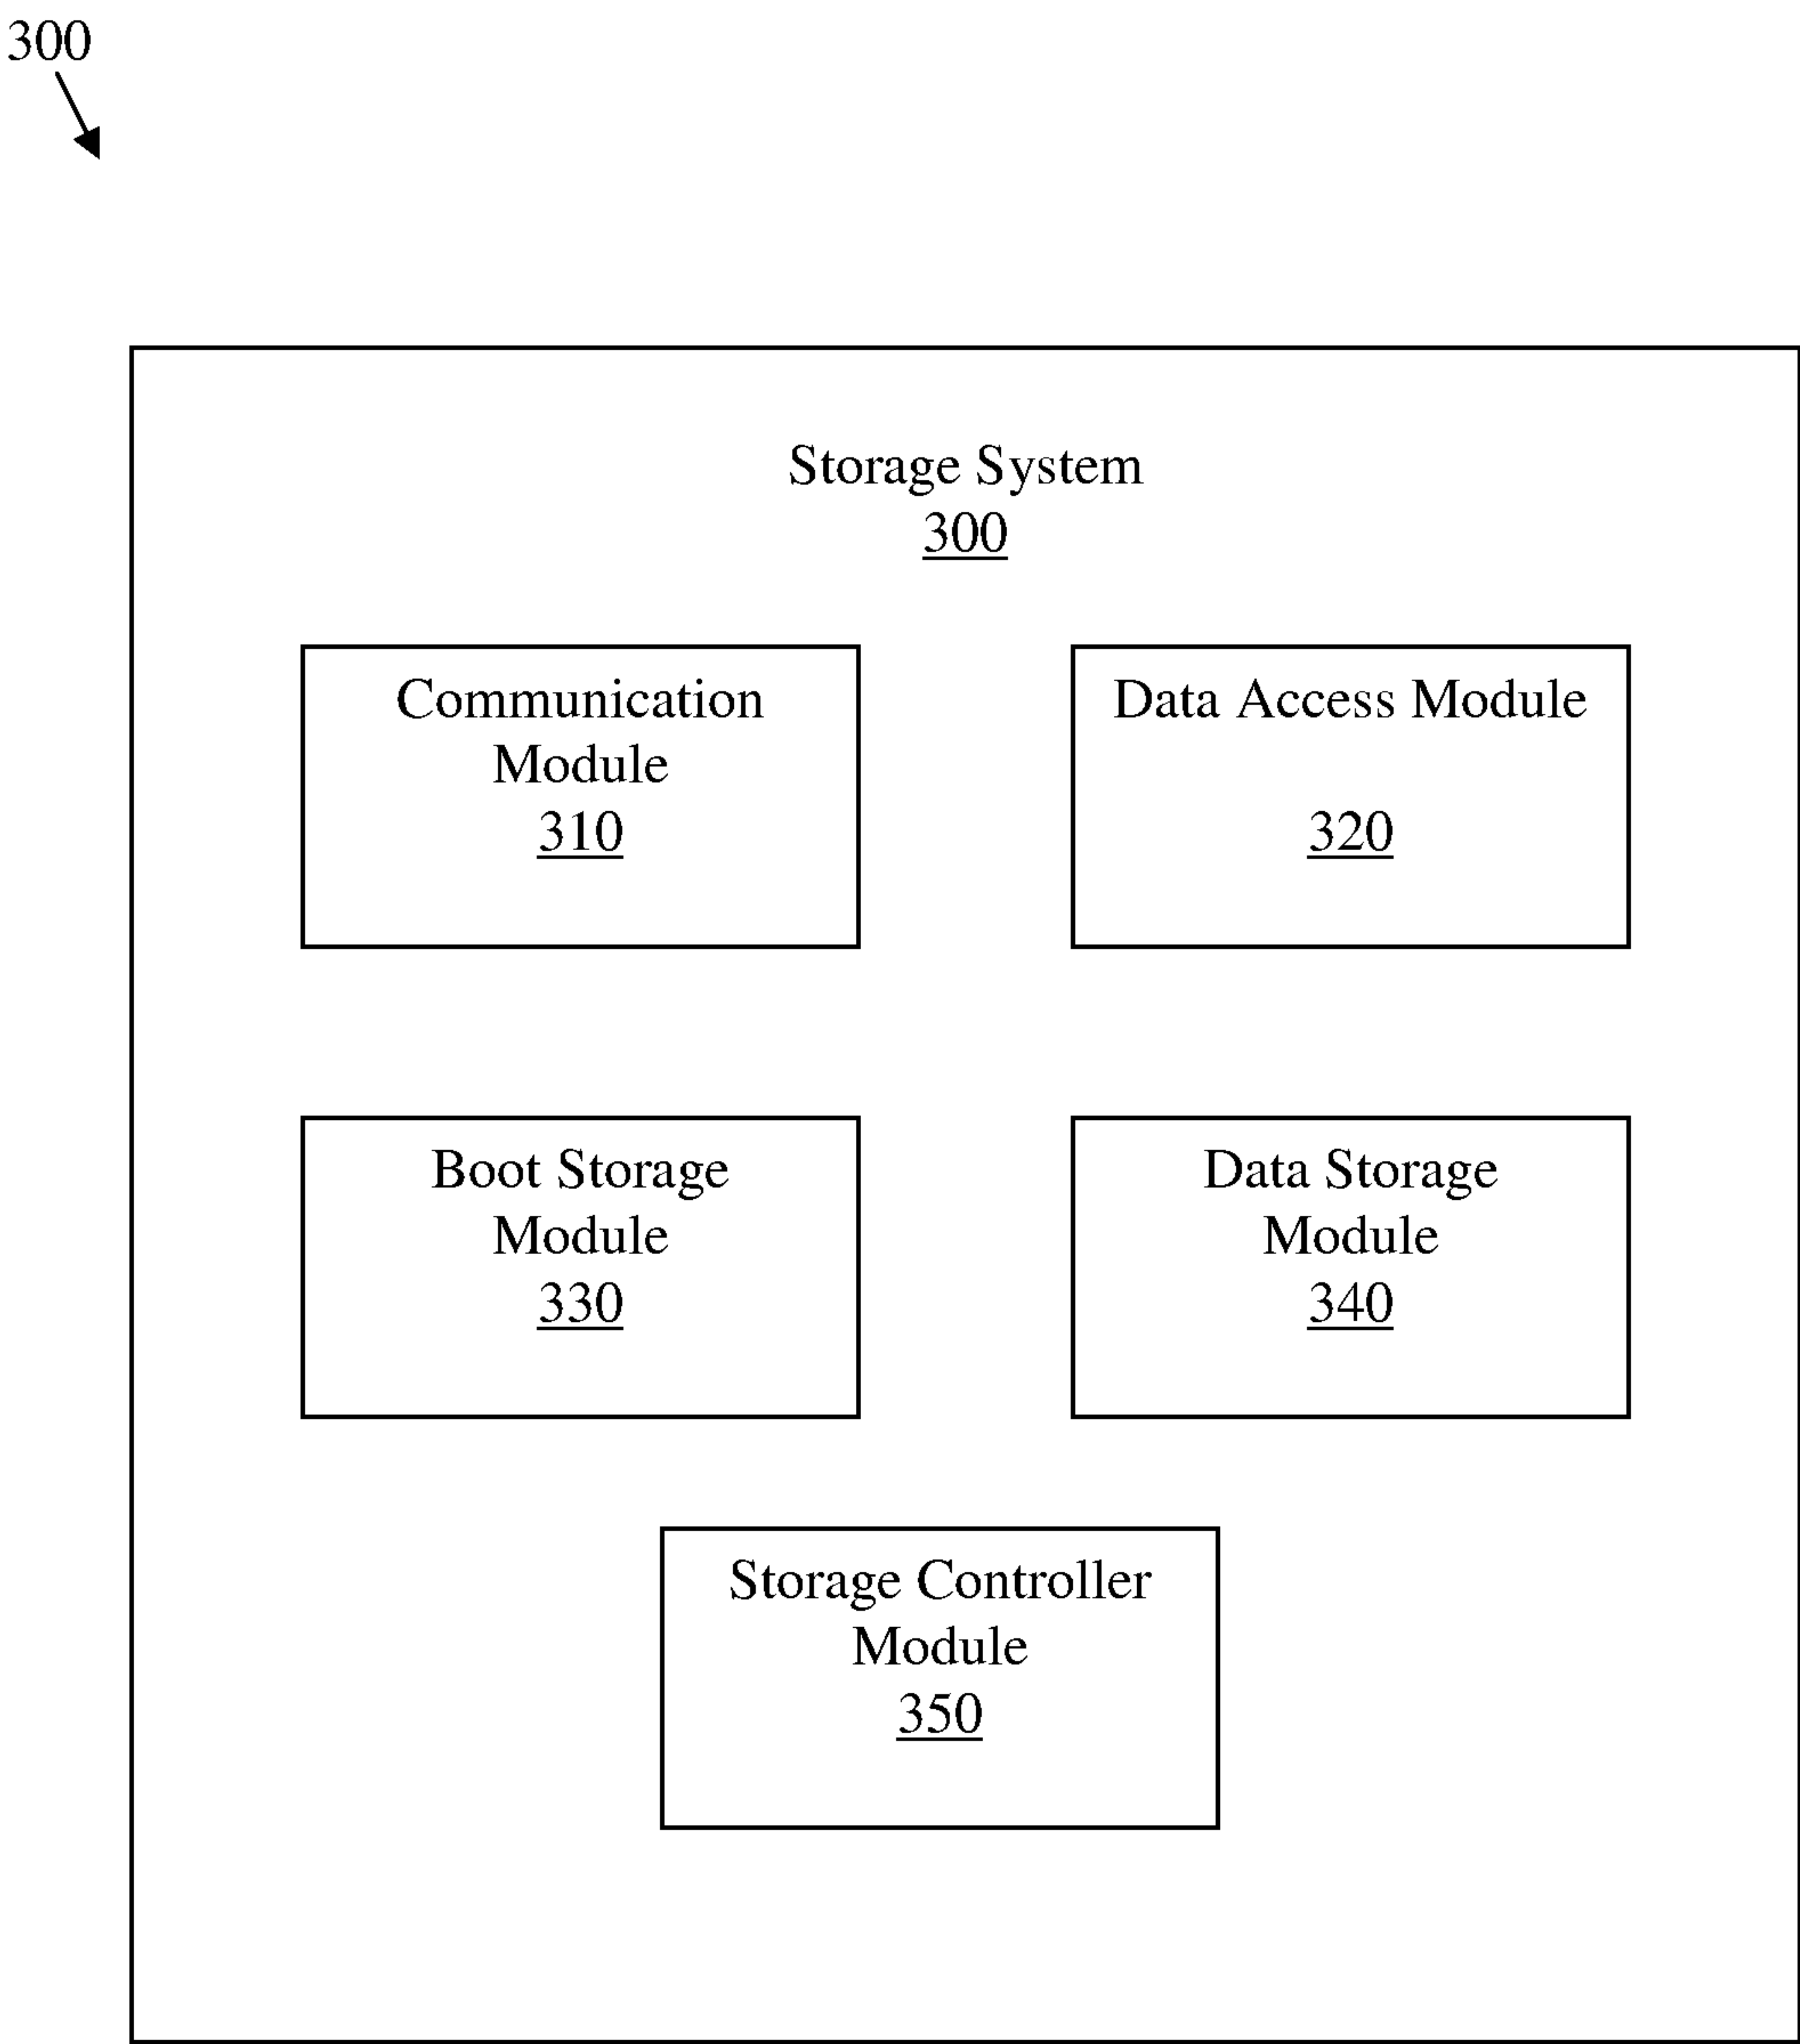 300
Storage System
300
Communication
Module
310
Data Access Module
320
Boot Storage
Module
330
Data Storage
Module
340
Storage Controller
Module
350